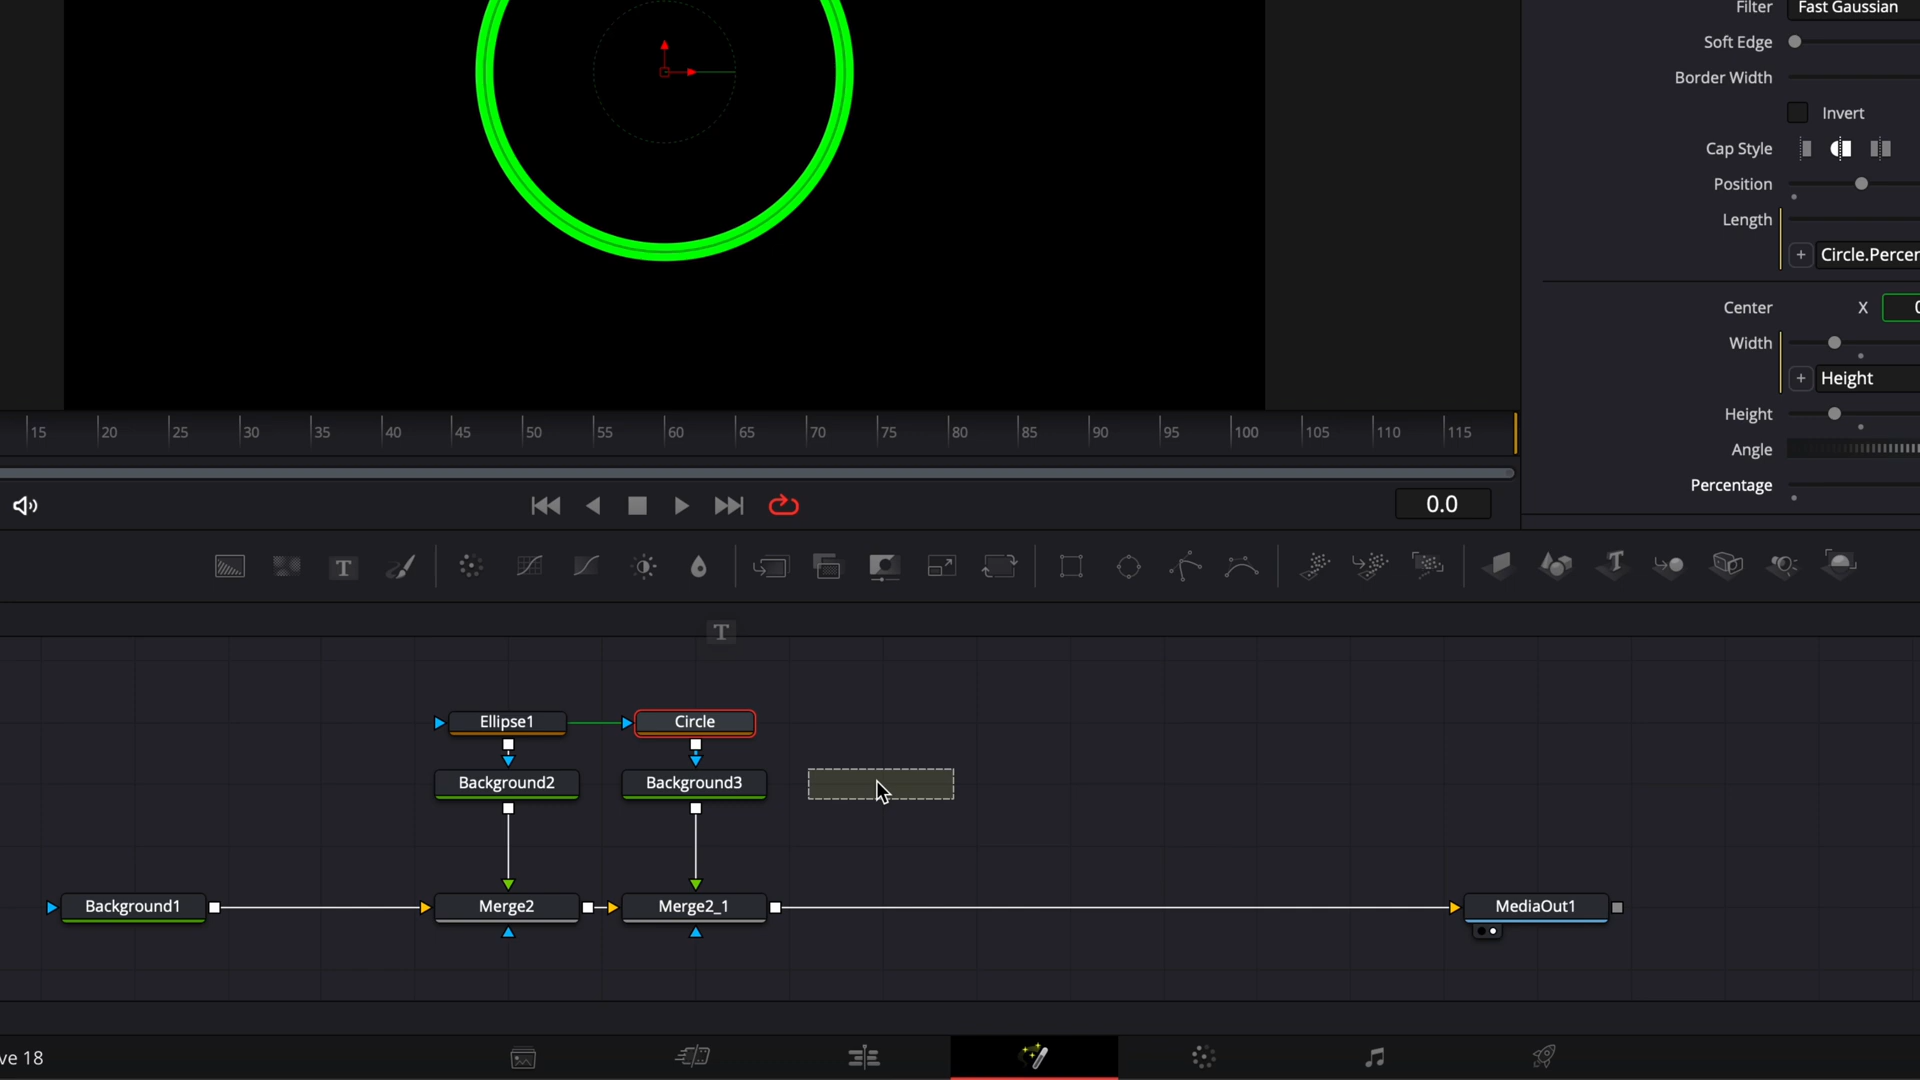 Filter Fast Gaussian
Soft Edge
Border Width
Invert
Cap Style
Position
Length
+ Circle.Percen
Center X 0
Width
+ Height
Height
Angle
Percentage
15 20 25 30 35 40 45 50 55 60 65 70 75 80 85 90 95 100 105 110 115
0.0
T
T
Ellipse1 Circle
Background2 Background3
Background1 Merge2 Merge2_1 MediaOut1
ve 18